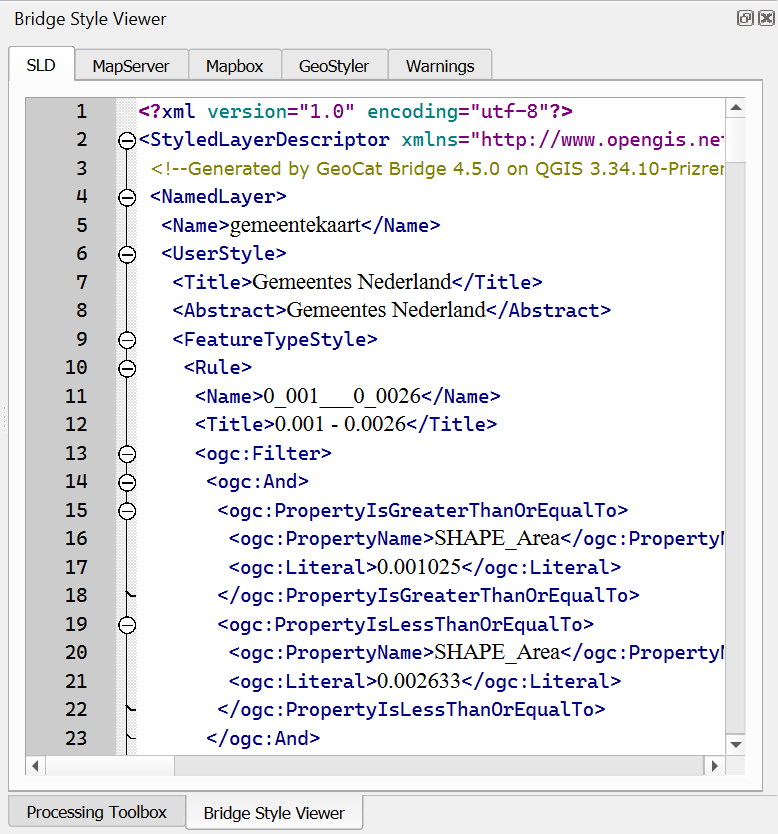 Bridge Style Viewer
SLD MapServer Mapbox GeoStyler Warnings
1 <?xml version="1.0" encoding="utf-8"?>
2 <StyledLayerDescriptor xmlns="http://www.opengis.net
3 <!--Generated by GeoCat Bridge 4.5.0 on QGIS 3.34.10-Prizren
4 <NamedLayer>
5 <Name>gemeentekaart</Name>
6 <UserStyle>
7 <Title>Gemeentes Nederland</Title>
8 <Abstract>Gemeentes Nederland</Abstract>
9 <FeatureTypeStyle>
10 <Rule>
11 <Name>0_001___0_0026</Name>
12 <Title>0.001 - 0.0026</Title>
13 <ogc:Filter>
14 <ogc:And>
15 <ogc:PropertyIsGreaterThanOrEqualTo>
16 <ogc:PropertyName>SHAPE_Area</ogc:PropertyN
17 <ogc:Literal>0.001025</ogc:Literal>
18 </ogc:PropertyIsGreaterThanOrEqualTo>
19 <ogc:PropertyIsLessThanOrEqualTo>
20 <ogc:PropertyName>SHAPE_Area</ogc:PropertyN
21 <ogc:Literal>0.002633</ogc:Literal>
22 </ogc:PropertyIsLessThanOrEqualTo>
23 </ogc:And>
Processing Toolbox Bridge Style Viewer